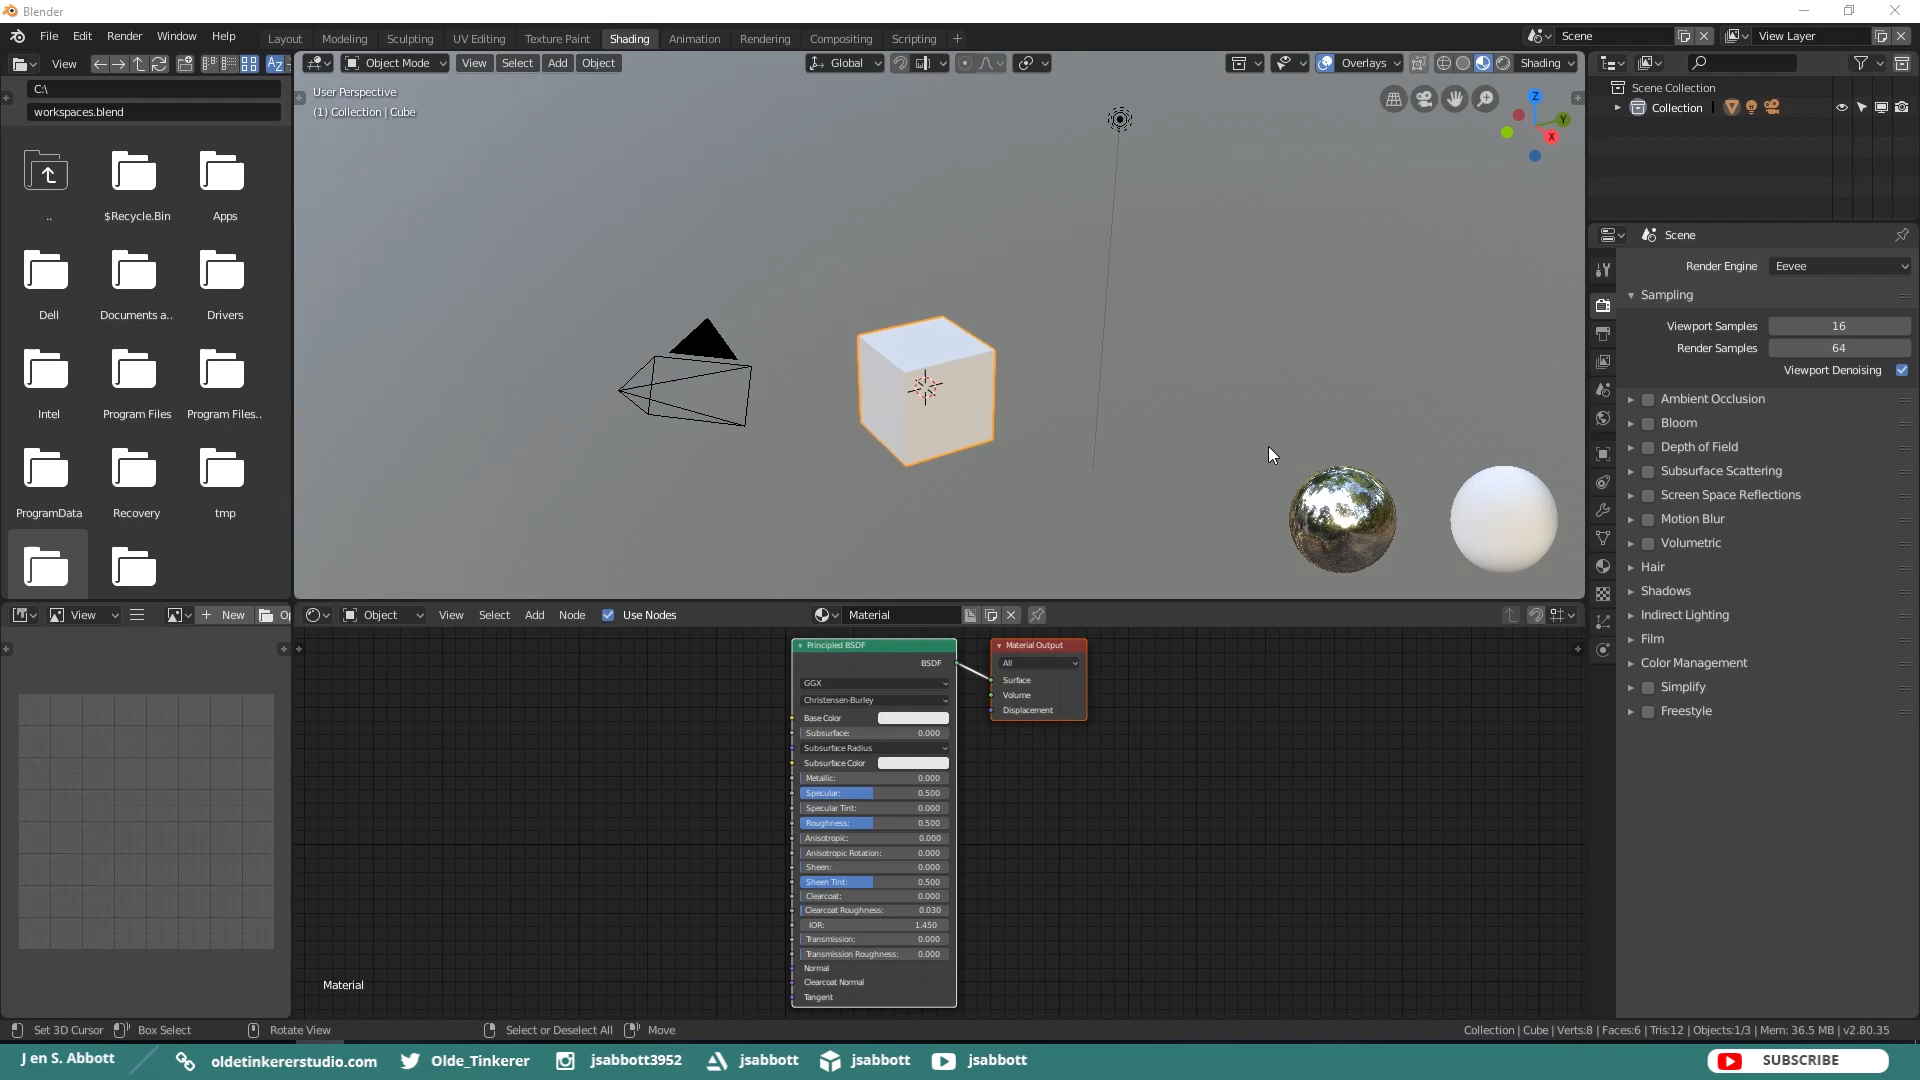 Blender
File Edit Render Window Help
Layout Modeling Sculpting UV Editing Texture Paint Shading Animation Rendering Compositing Scripting +
Scene
View Layer
View
C:\
workspaces.blend
..
$Recycle.Bin
Apps
Dell
Documents a..
Drivers
Intel
Program Files
Program Files..
ProgramData
Recovery
tmp
Object Mode View Select Add Object
Global
Overlays
Shading
User Perspective
(1) Collection | Cube
Z
Y
X
Scene Collection
Collection
Scene
Render Engine Eevee
Sampling
Viewport Samples 16
Render Samples 64
Viewport Denoising
Ambient Occlusion
Bloom
Depth of Field
Subsurface Scattering
Screen Space Reflections
Motion Blur
Volumetric
Hair
Shadows
Indirect Lighting
Film
Color Management
Simplify
Freestyle
View + New Op
Object View Select Add Node Use Nodes Material
Principled BSDF
BSDF
GGX
Christensen-Burley
Base Color
Subsurface: 0.000
Subsurface Radius
Subsurface Color
Metallic: 0.000
Specular: 0.500
Specular Tint: 0.000
Roughness: 0.500
Anisotropic: 0.000
Anisotropic Rotation: 0.000
Sheen: 0.000
Sheen Tint: 0.500
Clearcoat: 0.000
Clearcoat Roughness: 0.030
IOR: 1.450
Transmission: 0.000
Transmission Roughness: 0.000
Normal
Clearcoat Normal
Tangent
Material Output
All
Surface
Volume
Displacement
Material
Set 3D Cursor Box Select Rotate View Select or Deselect All Move
Collection | Cube | Verts:8 | Faces:6 | Tris:12 | Objects:1/3 | Mem: 36.5 MB | v2.80.35
J en S. Abbott oldetinkererstudio.com Olde_Tinkerer jsabbott3952 jsabbott jsabbott jsabbott SUBSCRIBE